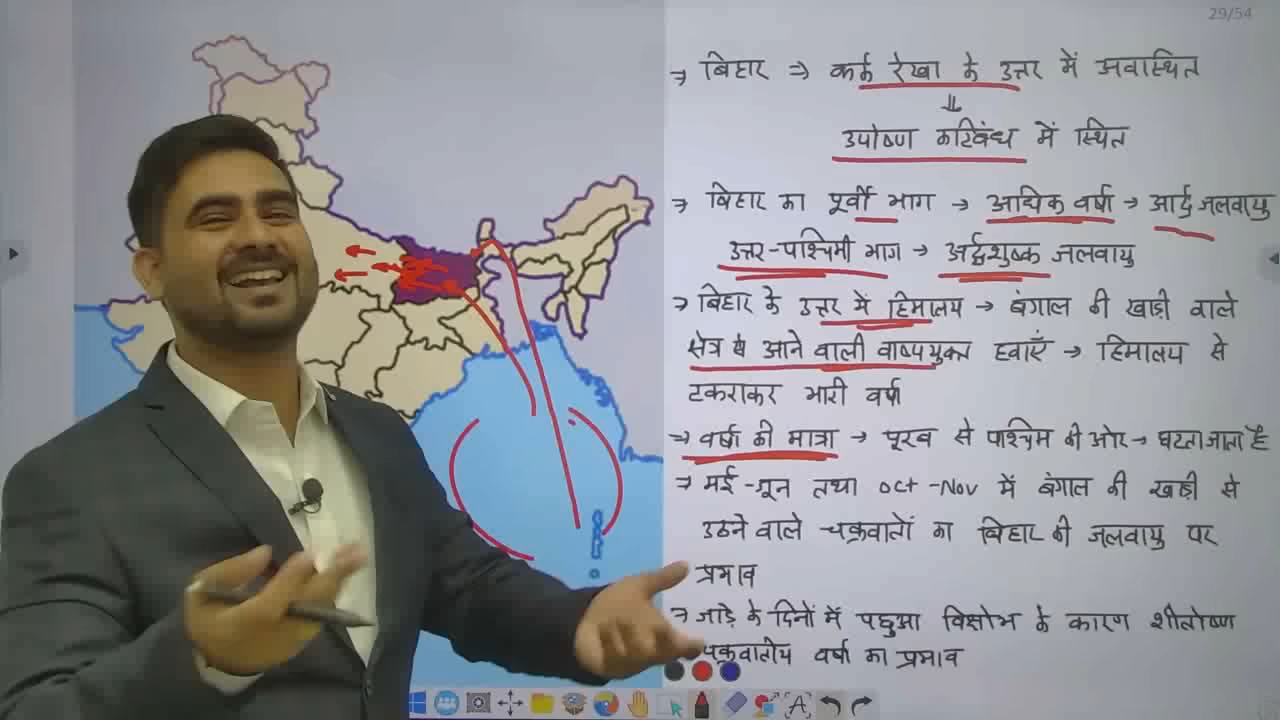 29/54
→ बिहार ⇒ कर्क रेखा के उत्तर में अवास्थित
⇓
उपोष्ण कटिबंध में स्थित
→ बिहार का पूर्वी भाग → अधिक वर्षा → आर्द्र जलवायु
उत्तर-पश्चिमी भाग → अर्द्धशुष्क जलवायु
→ बिहार के उत्तर में हिमालय → बंगाल की खाड़ी वाले
क्षेत्र से आने वाली वाष्पयुक्त हवाएँ → हिमालय से
टकराकर भारी वर्षा
→ वर्षा की मात्रा → पूरब से पश्चिम की ओर → घटता जाता है
→ मई-जून तथा oct-Nov में बंगाल की खाड़ी से
उठने वाले चक्रवातों का बिहार की जलवायु पर
प्रभाव
→ जाड़े के दिनों में पछुआ विक्षोभ के कारण शीतोष्ण
चक्रवातीय वर्षा का प्रभाव